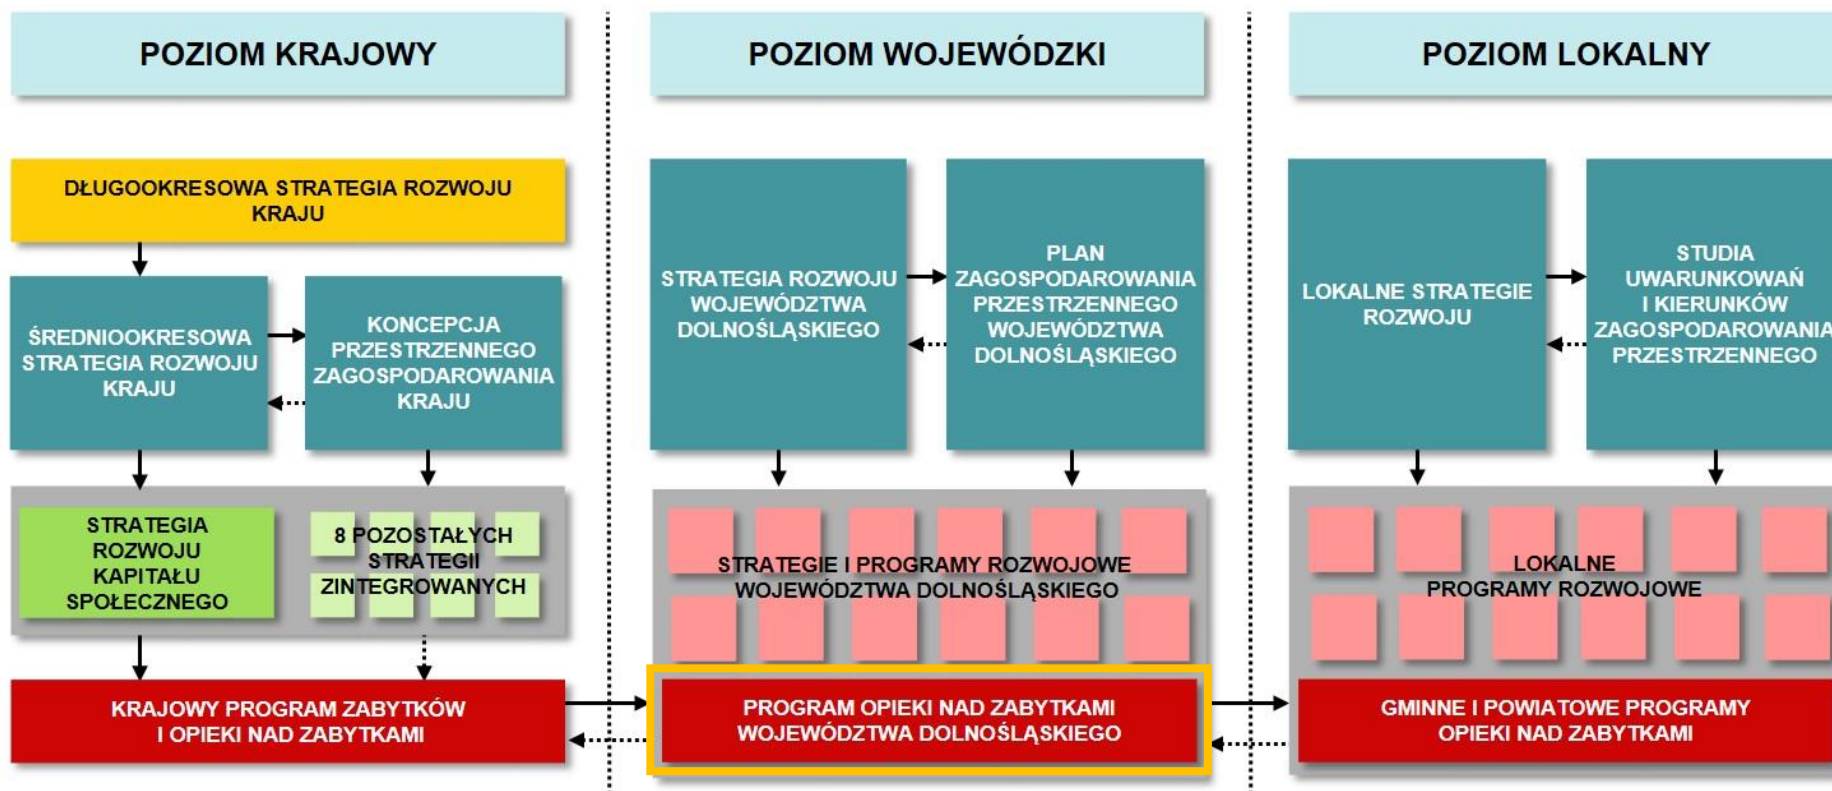 POZIOM KRAJOWY
DŁUGOOKRESOWA STRATEGIA ROZWOJU
KRAJU
ŚREDNIOOKRESOWA
STRATEGIA ROZWOJU
KRAJU
KONCEPCJA
PRZESTRZENNEGO
ZAGOSPODAROWANIA
KRAJU
STRATEGIA
ROZWOJU
KAPITAŁU
SPOŁECZNEGO
8 POZOSTAŁYCH
STRATEGII
ZINTEGROWANYCH
KRAJOWY PROGRAM ZABYTKÓW
I OPIEKI NAD ZABYTKAMI
POZIOM WOJEWÓDZKI
STRATEGIA ROZWOJU
WOJEWÓDZTWA
DOLNOŚLĄSKIEGO
PLAN
ZAGOSPODAROWANIA
PRZESTRZENNEGO
WOJEWÓDZTWA
DOLNOŚLĄSKIEGO
STRATEGIE I PROGRAMY ROZWOJOWE
WOJEWÓDZTWA DOLNOŚLĄSKIEGO
PROGRAM OPIEKI NAD ZABYTKAMI
WOJEWÓDZTWA DOLNOŚLĄSKIEGO
POZIOM LOKALNY
LOKALNE STRATEGIE
ROZWOJU
STUDIA
UWARUNKOWAŃ
I KIERUNKÓW
ZAGOSPODAROWANIA
PRZESTRZENNEGO
LOKALNE
PROGRAMY ROZWOJOWE
GMINNE I POWIATOWE PROGRAMY
OPIEKI NAD ZABYTKAMI